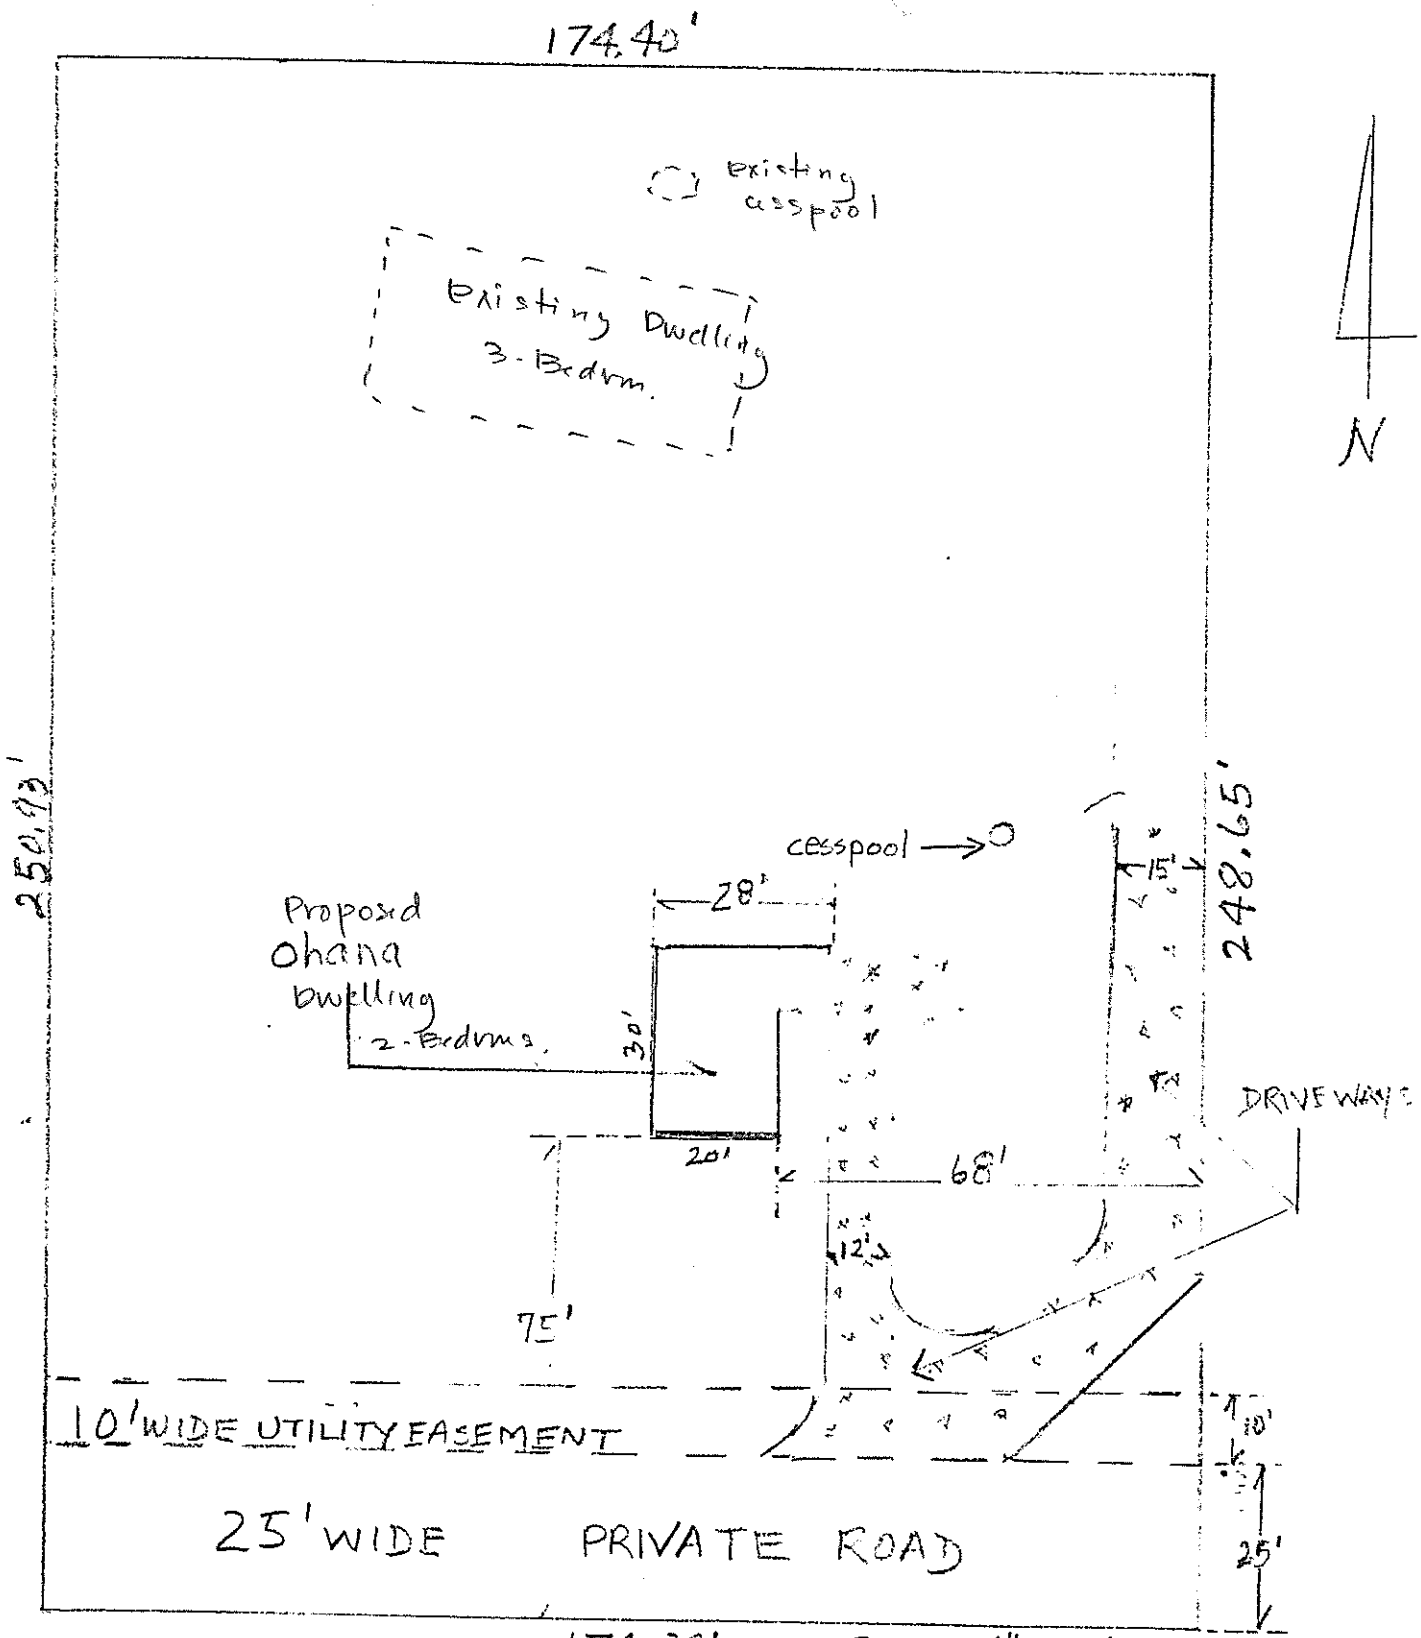 174.40'
existing
cesspool
Existing Dwelling
3-Bedrm.
N
250.93'
248.65'
cesspool
15'
28'
Proposed
Ohana
Dwelling
2-Bedrms.
30'
20'
DRIVEWAYS
68'
12'
75'
10' WIDE UTILITY EASEMENT
10'
25' WIDE PRIVATE ROAD
25'